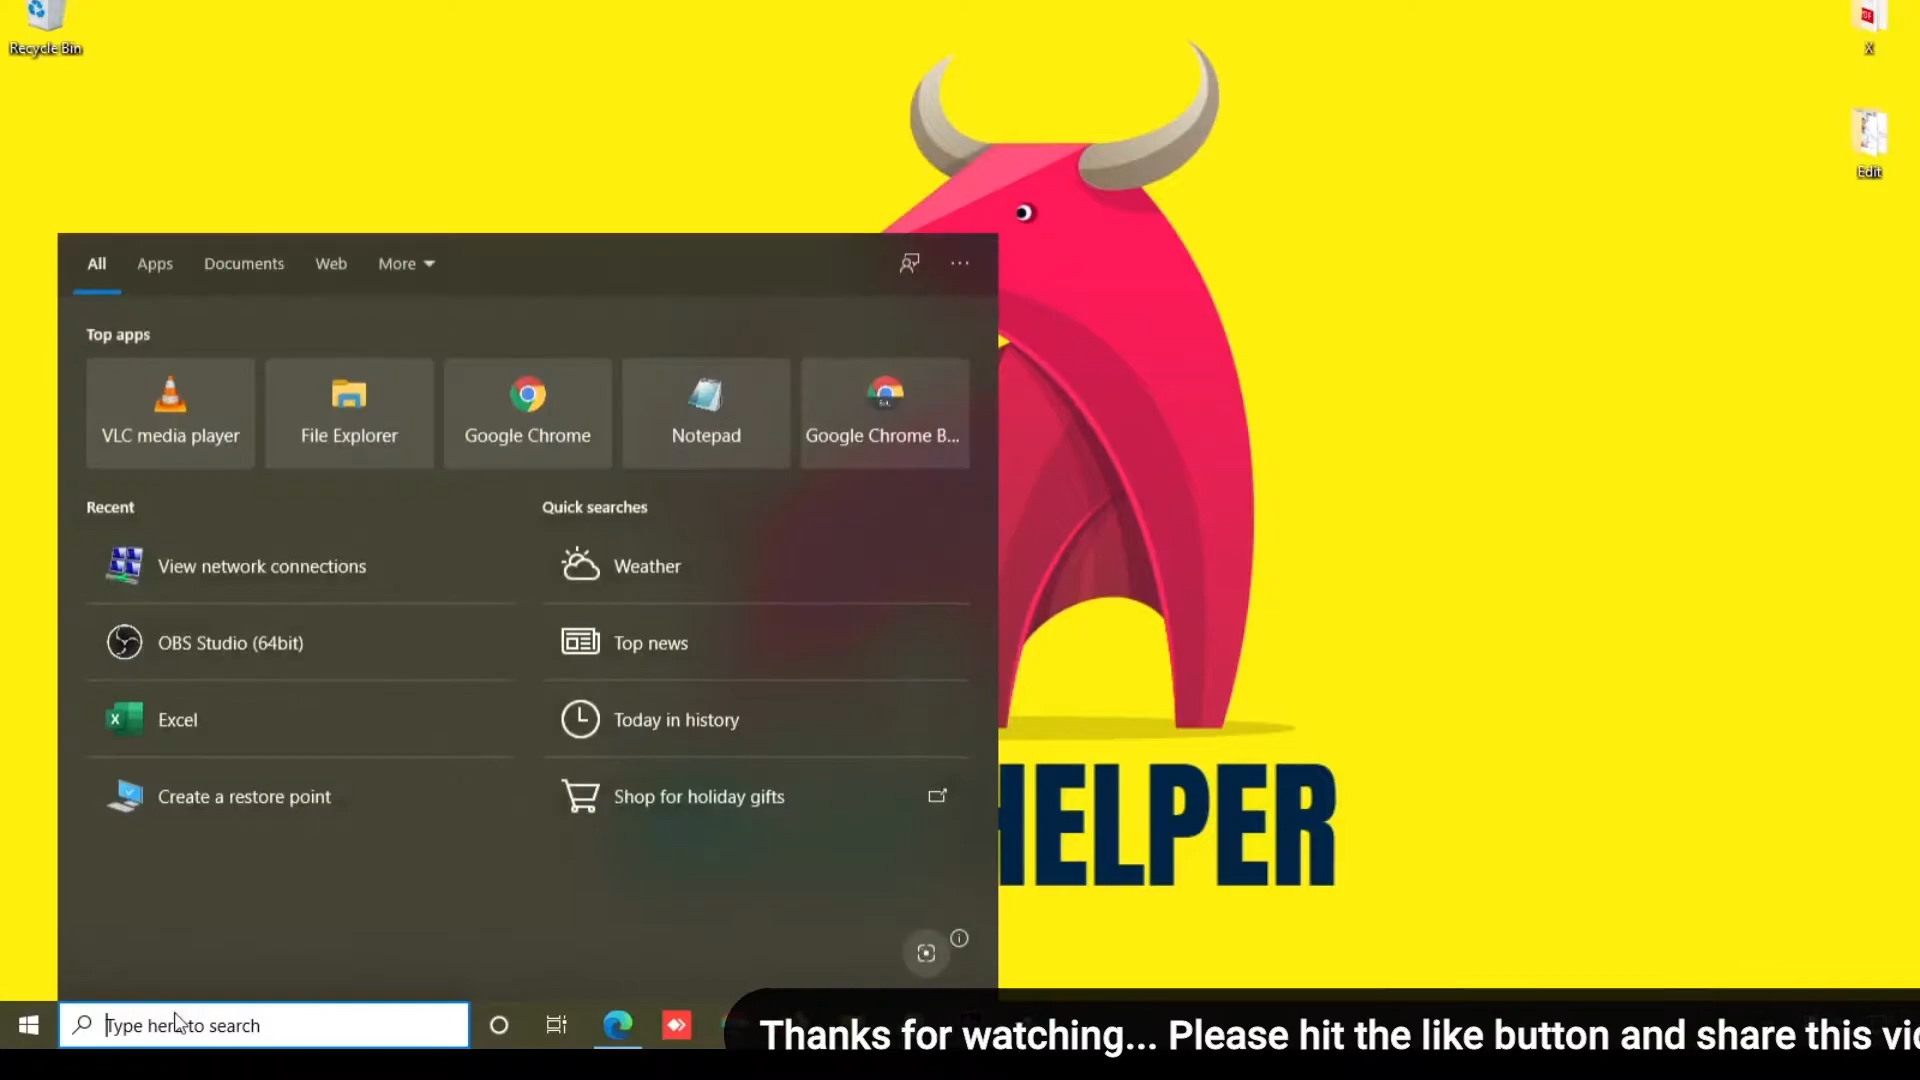 Recycle Bin
X
Edit
All Apps Documents Web More
Top apps
VLC media player
File Explorer
Google Chrome
Notepad
Google Chrome B...
Recent
Quick searches
View network connections
Weather
OBS Studio (64bit)
Top news
Excel
Today in history
Create a restore point
Shop for holiday gifts
HELPER
Type here to search
Thanks for watching... Please hit the like button and share this